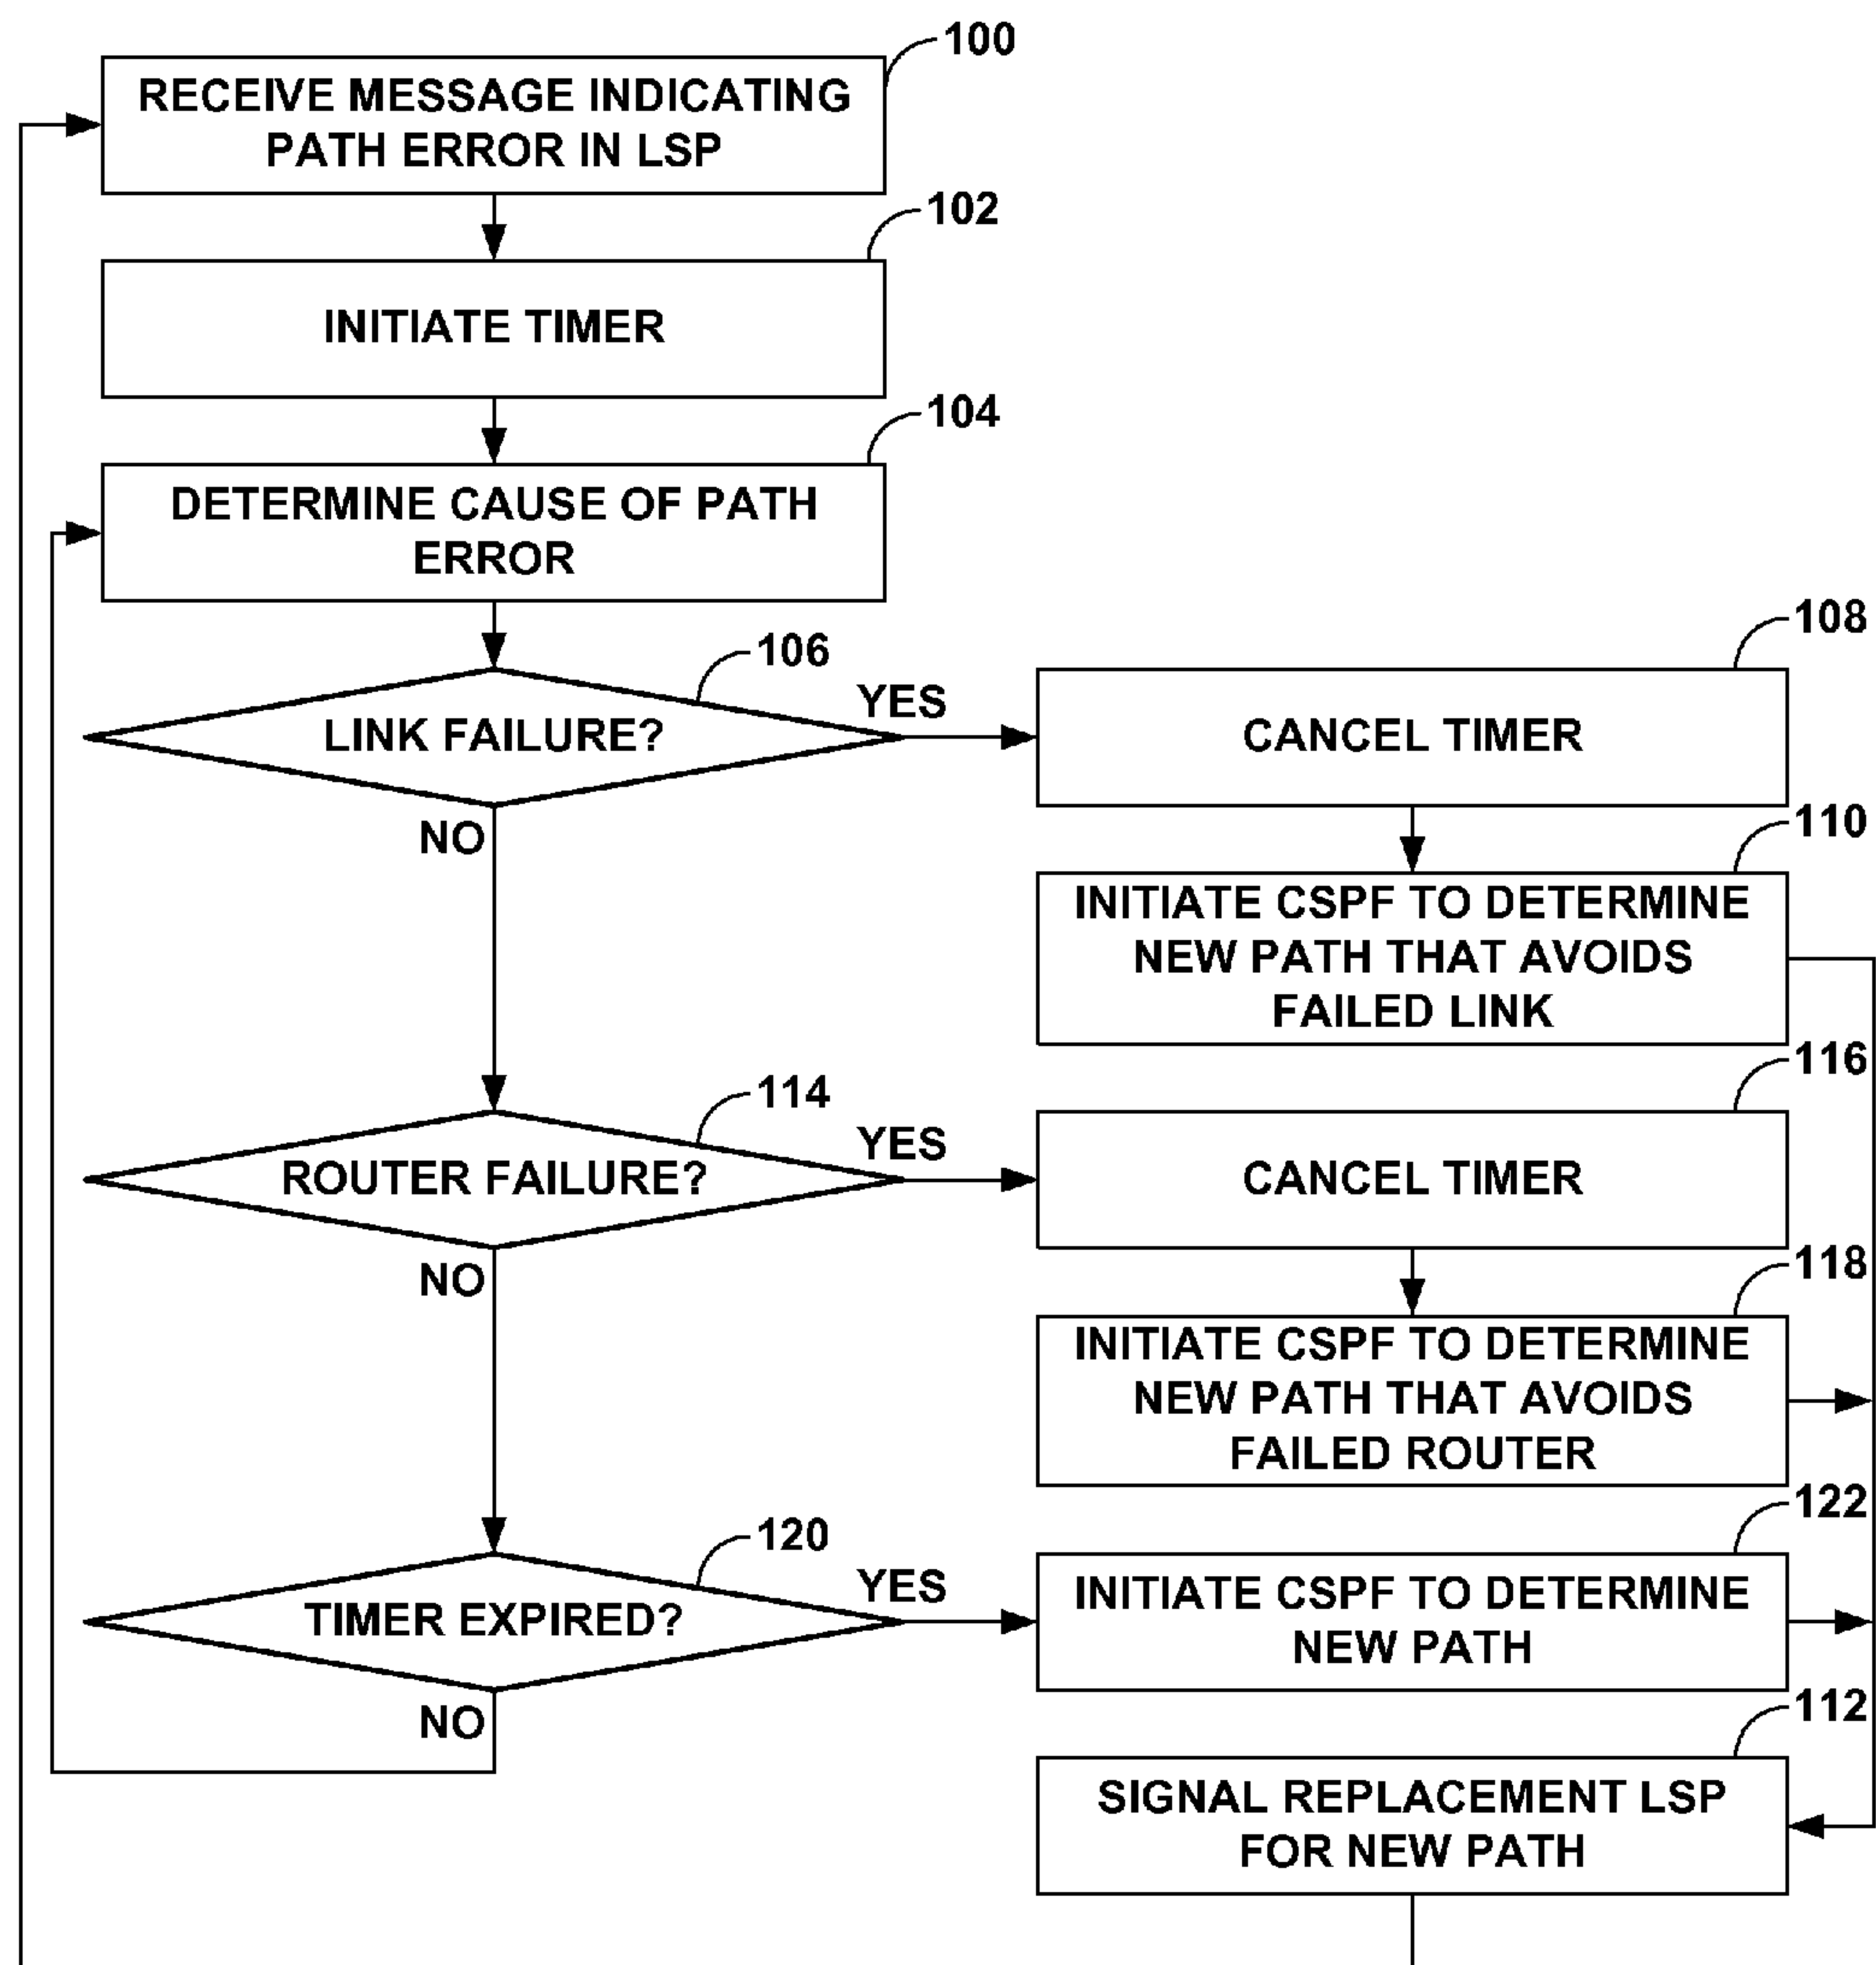 100
RECEIVE MESSAGE INDICATING
PATH ERROR IN LSP
102
INITIATE TIMER
104
DETERMINE CAUSE OF PATH
ERROR
106
LINK FAILURE?
YES
NO
108
CANCEL TIMER
110
INITIATE CSPF TO DETERMINE
NEW PATH THAT AVOIDS
FAILED LINK
114
ROUTER FAILURE?
YES
NO
116
CANCEL TIMER
118
INITIATE CSPF TO DETERMINE
NEW PATH THAT AVOIDS
FAILED ROUTER
120
TIMER EXPIRED?
YES
NO
122
INITIATE CSPF TO DETERMINE
NEW PATH
112
SIGNAL REPLACEMENT LSP
FOR NEW PATH